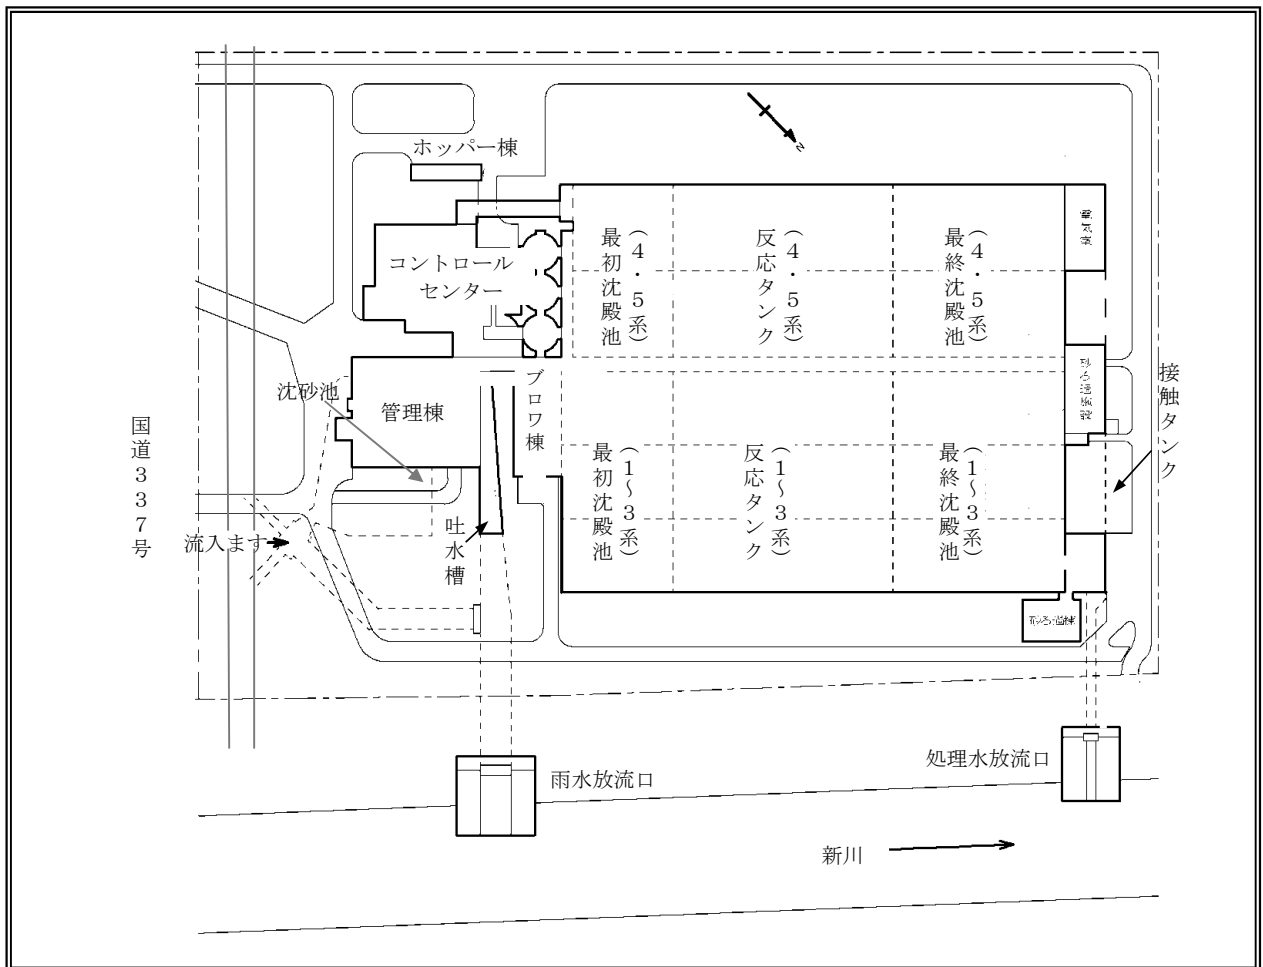 ホッパー棟
N
コントロール
センター
最初沈殿池
(4・5系)
反応タンク
(4・5系)
最終沈殿池
(4・5系)
電気室
沈砂池
管理棟
ブロワ棟
砂ろ過施設
接触タンク
国道337号
最初沈殿池
(1~3系)
反応タンク
(1~3系)
最終沈殿池
(1~3系)
流入ます
吐水槽
雨水放流口
処理水放流口
新川